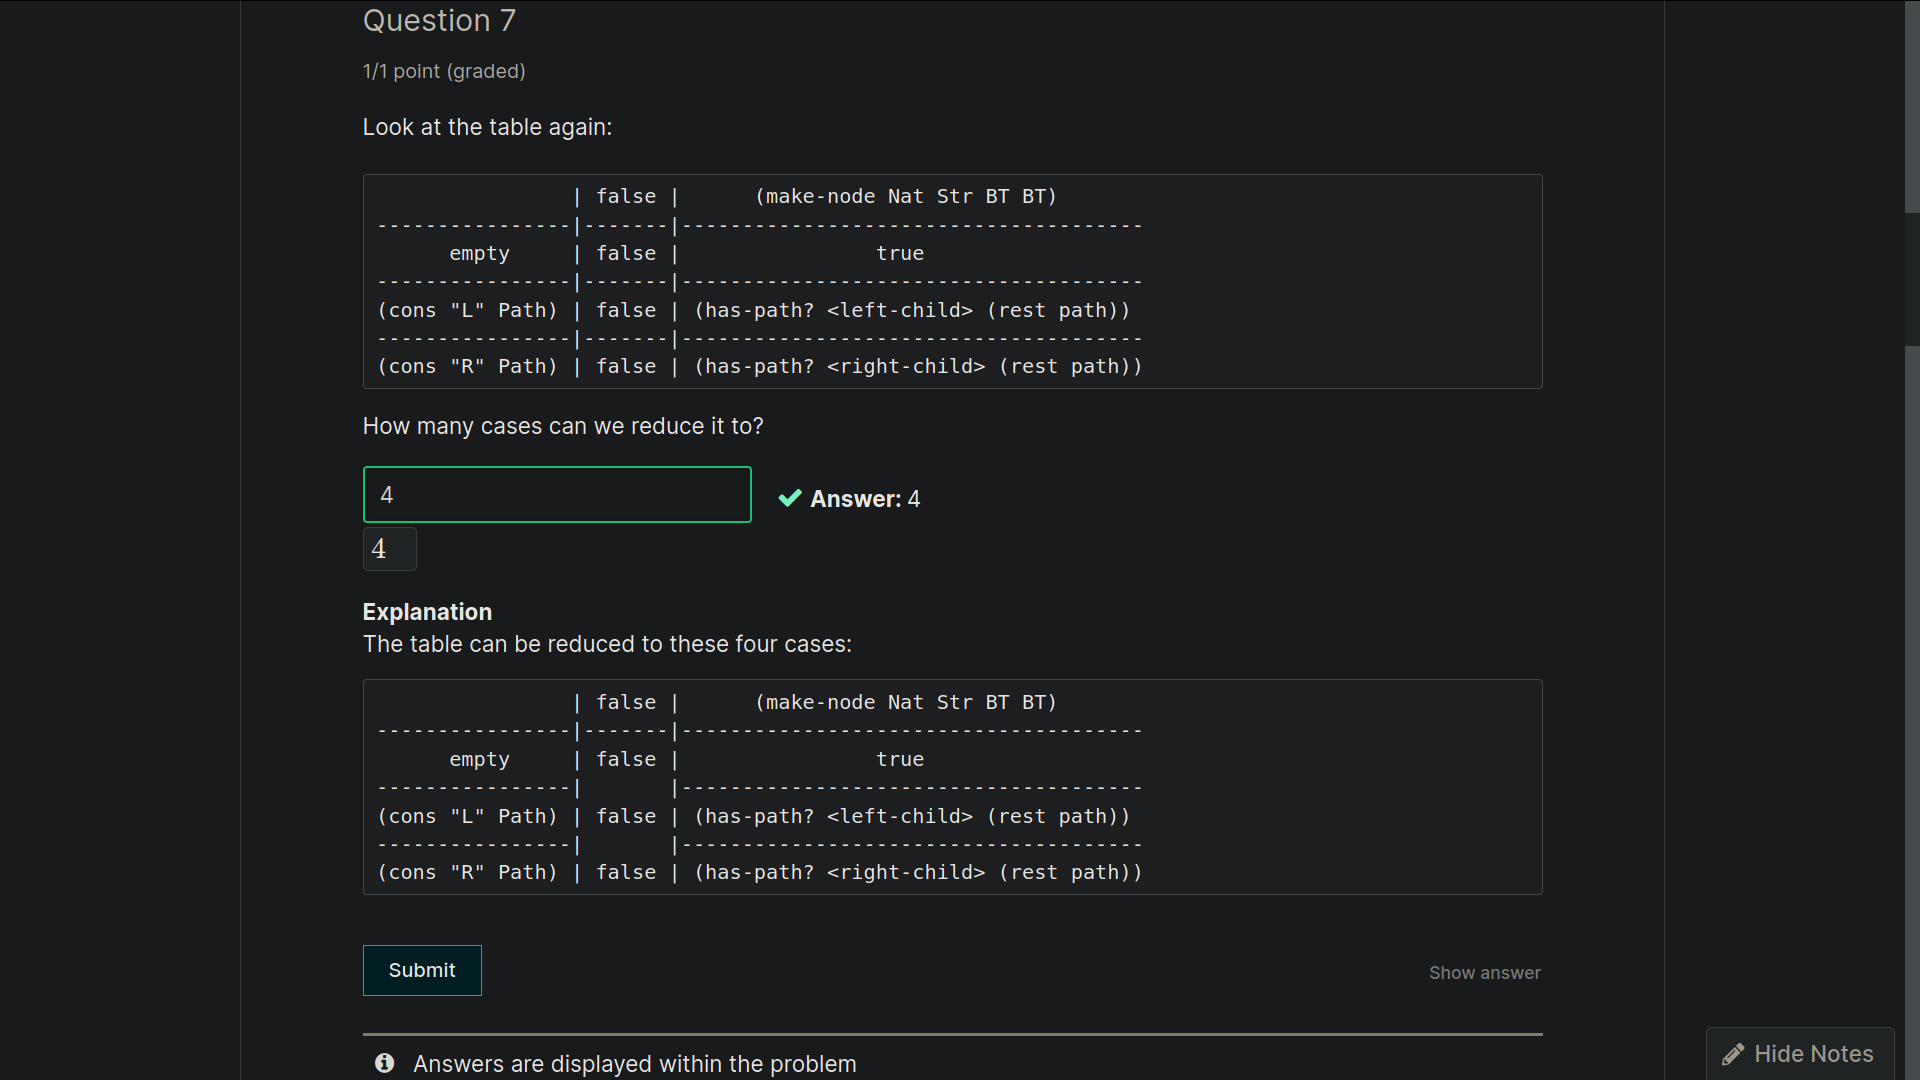 Question 7
1/1 point (graded)
Look at the table again:
                | false |      (make-node Nat Str BT BT)
----------------|-------|--------------------------------------
      empty     | false |                true
----------------|-------|--------------------------------------
(cons "L" Path) | false | (has-path? <left-child> (rest path))
----------------|-------|--------------------------------------
(cons "R" Path) | false | (has-path? <right-child> (rest path))
How many cases can we reduce it to?
4
Answer: 4
4
Explanation
The table can be reduced to these four cases:
                | false |      (make-node Nat Str BT BT)
----------------|-------|--------------------------------------
      empty     | false |                true
----------------|       |--------------------------------------
(cons "L" Path) | false | (has-path? <left-child> (rest path))
----------------|       |--------------------------------------
(cons "R" Path) | false | (has-path? <right-child> (rest path))
Submit
Show answer
Answers are displayed within the problem
Hide Notes